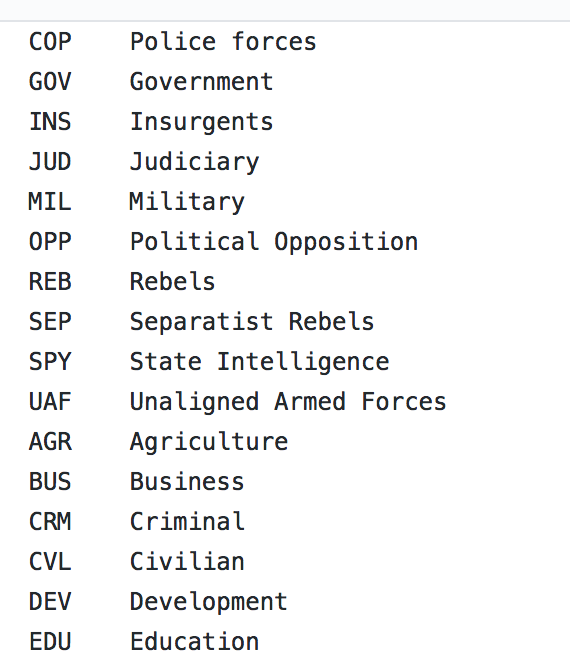 COP    Police forces
GOV    Government
INS    Insurgents
JUD    Judiciary
MIL    Military
OPP    Political Opposition
REB    Rebels
SEP    Separatist Rebels
SPY    State Intelligence
UAF    Unaligned Armed Forces
AGR    Agriculture
BUS    Business
CRM    Criminal
CVL    Civilian
DEV    Development
EDU    Education